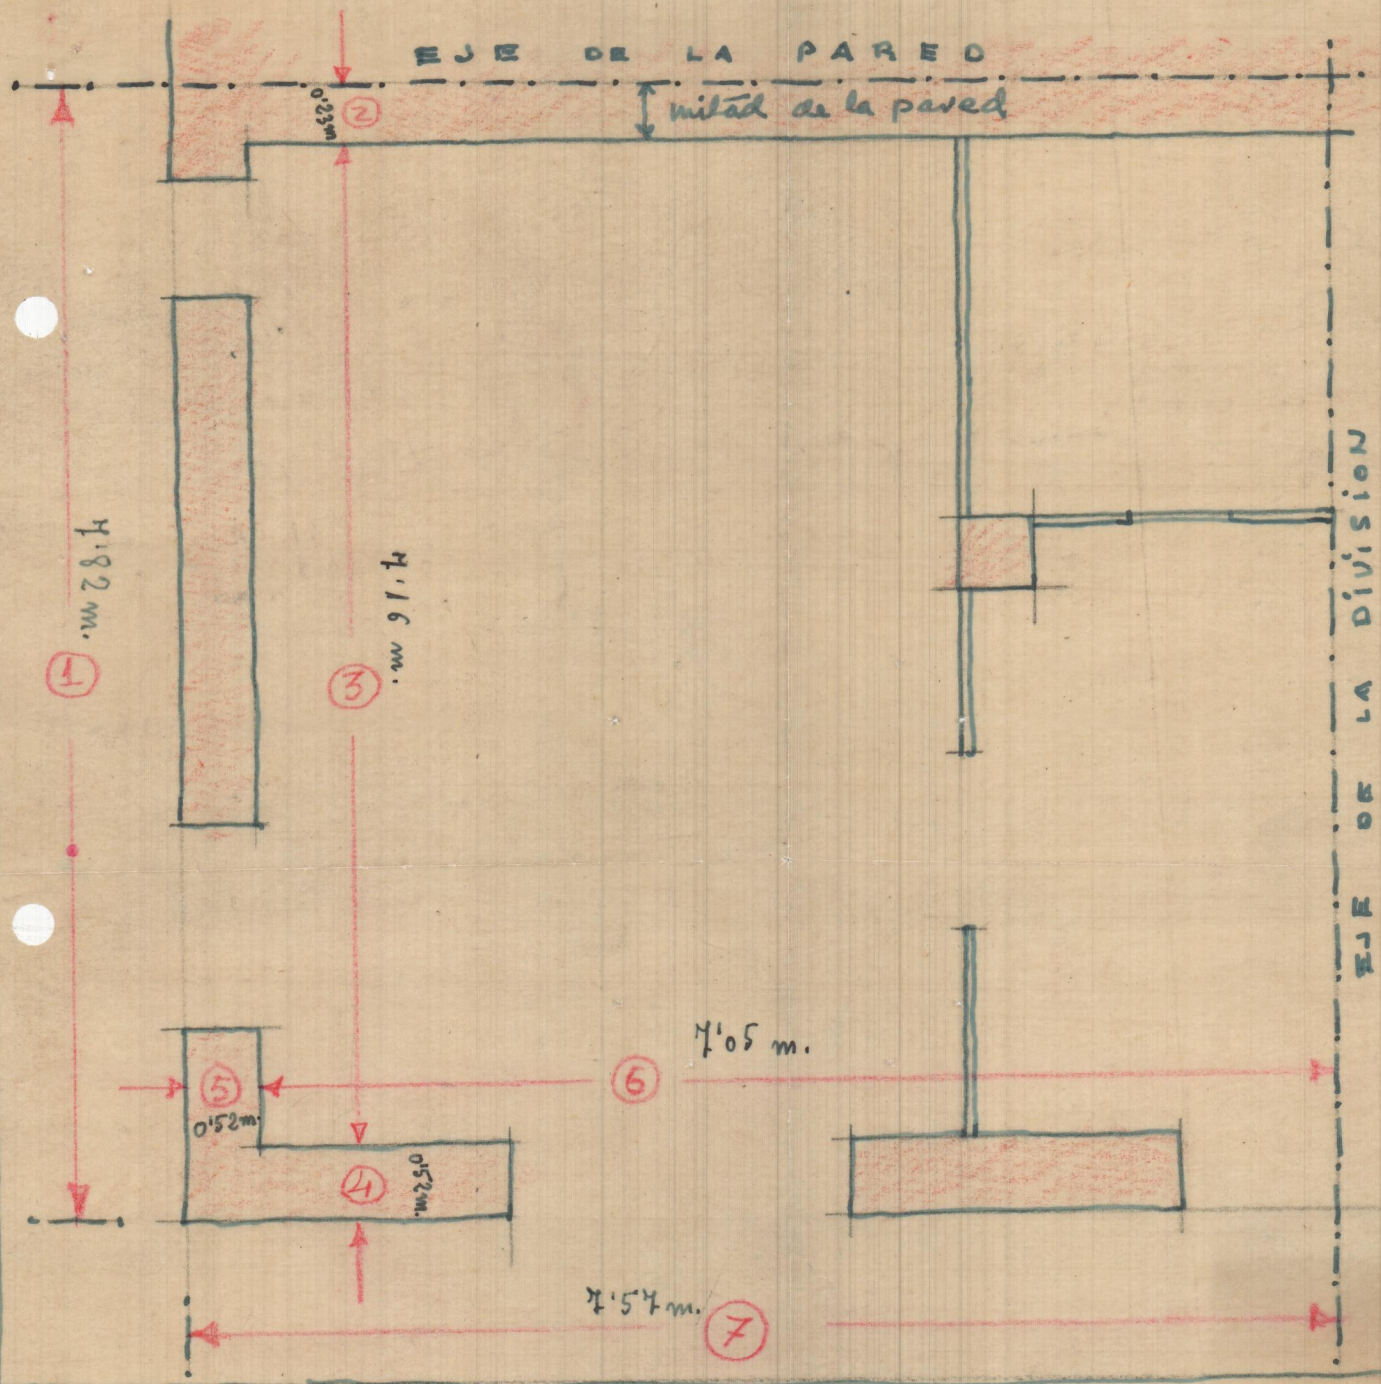 EJE DE LA PARED
0'23m
2
mitad de la pared
7'82 m.
1
7'16 m.
3
EJE DE LA DIVISION
7'05 m.
6
5
0'52m.
4
0'52m.
7'57 m.
7